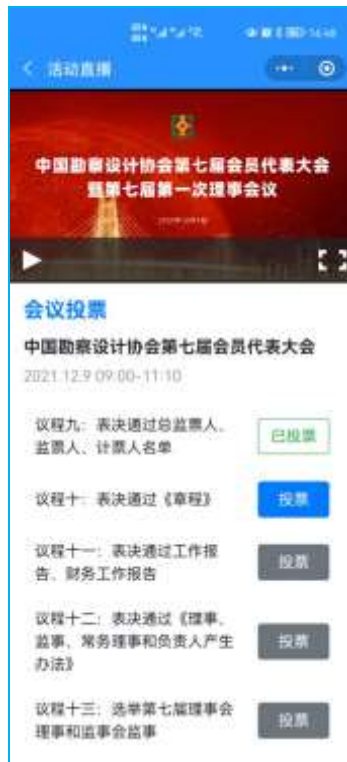 活动直播
中国勘察设计协会第七届会员代表大会
暨第七届第一次理事会议
会议投票
中国勘察设计协会第七届会员代表大会
2021.12.9 09:00-11:10
议程九：表决通过总监票人、
监票人、计票人名单
已投票
议程十：表决通过《章程》
投票
议程十一：表决通过工作报
告、财务工作报告
投票
议程十二：表决通过《理事、
监事、常务理事和负责人产生
办法》
投票
议程十三：选举第七届理事会
理事和监事会监事
投票